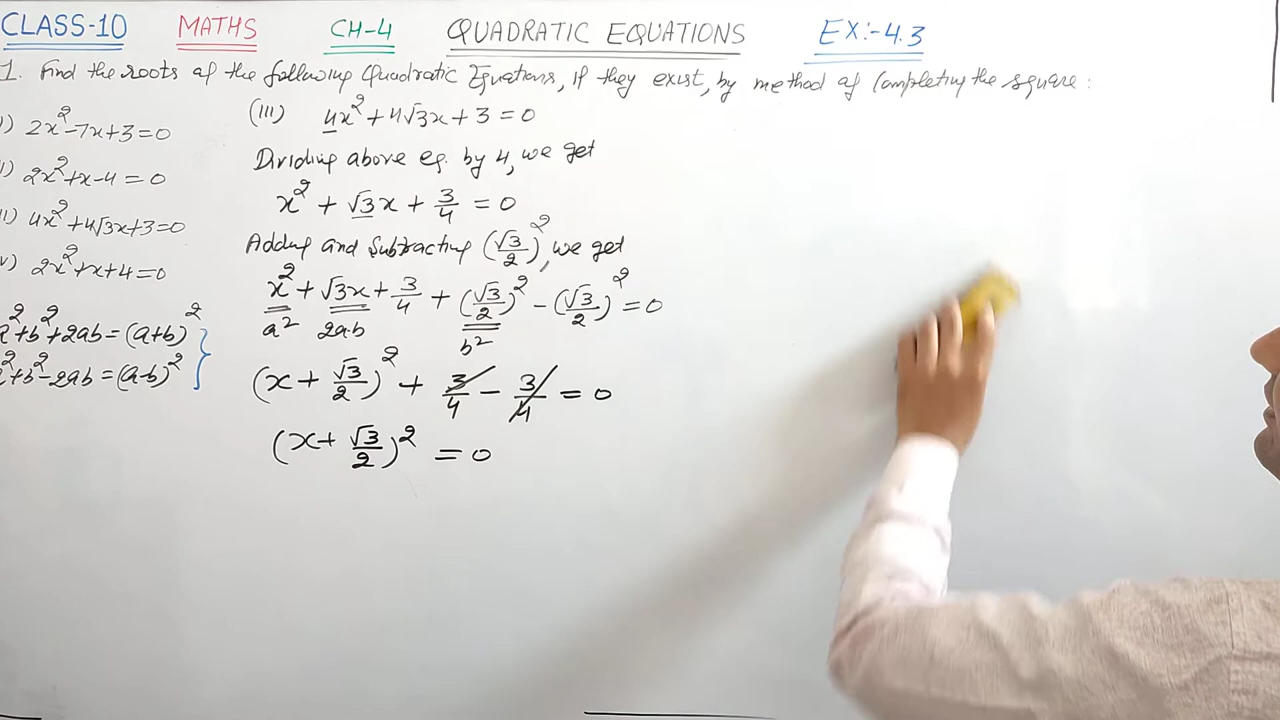 CLASS-10 MATHS CH-4 QUADRATIC EQUATIONS EX:-4.3
1. Find the roots of the following Quadratic Equations, if they exist, by method of Completing the square:
) 2x²-7x+3=0
) 2x²+x-4=0
) 4x²+4√3x+3=0
) 2x²+x+4=0
a²+b²+2ab=(a+b)²
a²+b²-2ab=(a-b)²
(III) 4x²+4√3x+3=0
Dividing above eq. by 4, we get
x² + √3x + 3/4 = 0
Adding and Subtracting (√3/2)², we get
x² + √3x + 3/4 + (√3/2)² - (√3/2)² = 0
a² 2ab b²
(x + √3/2)² + 3/4 - 3/4 = 0
(x + √3/2)² = 0